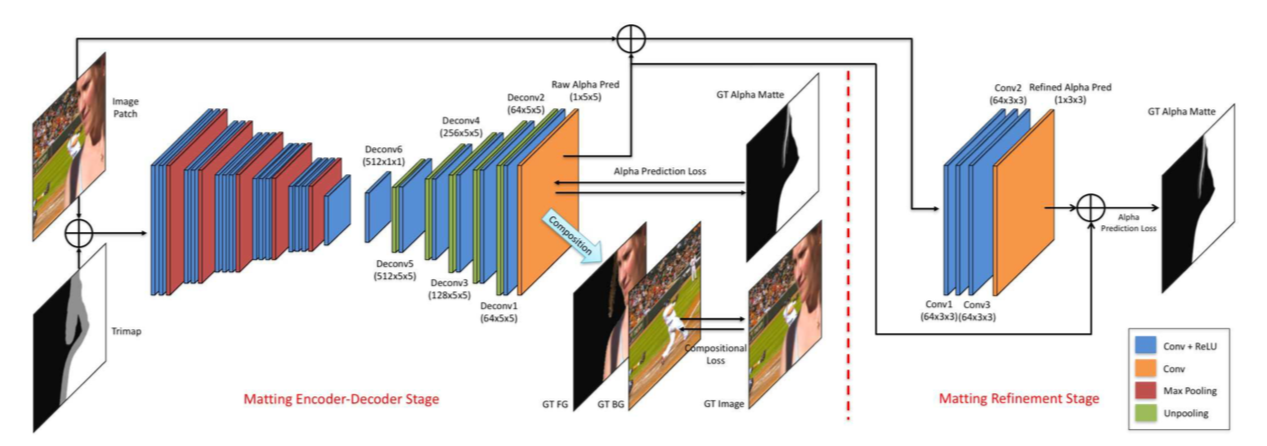 Image
Patch
Trimap
Deconv6
(512x1x1)
Deconv5
(512x5x5)
Deconv4
(256x5x5)
Deconv3
(128x5x5)
Deconv2
(64x5x5)
Deconv1
(64x5x5)
Raw Alpha Pred
(1x5x5)
GT Alpha Matte
Alpha Prediction Loss
Composition
Compositional
Loss
GT FG
GT BG
GT Image
Matting Encoder-Decoder Stage
Conv2
(64x3x3)
Refined Alpha Pred
(1x3x3)
GT Alpha Matte
Conv1
(64x3x3)
Conv3
(64x3x3)
Alpha
Prediction Loss
Matting Refinement Stage
Conv + ReLU
Conv
Max Pooling
Unpooling